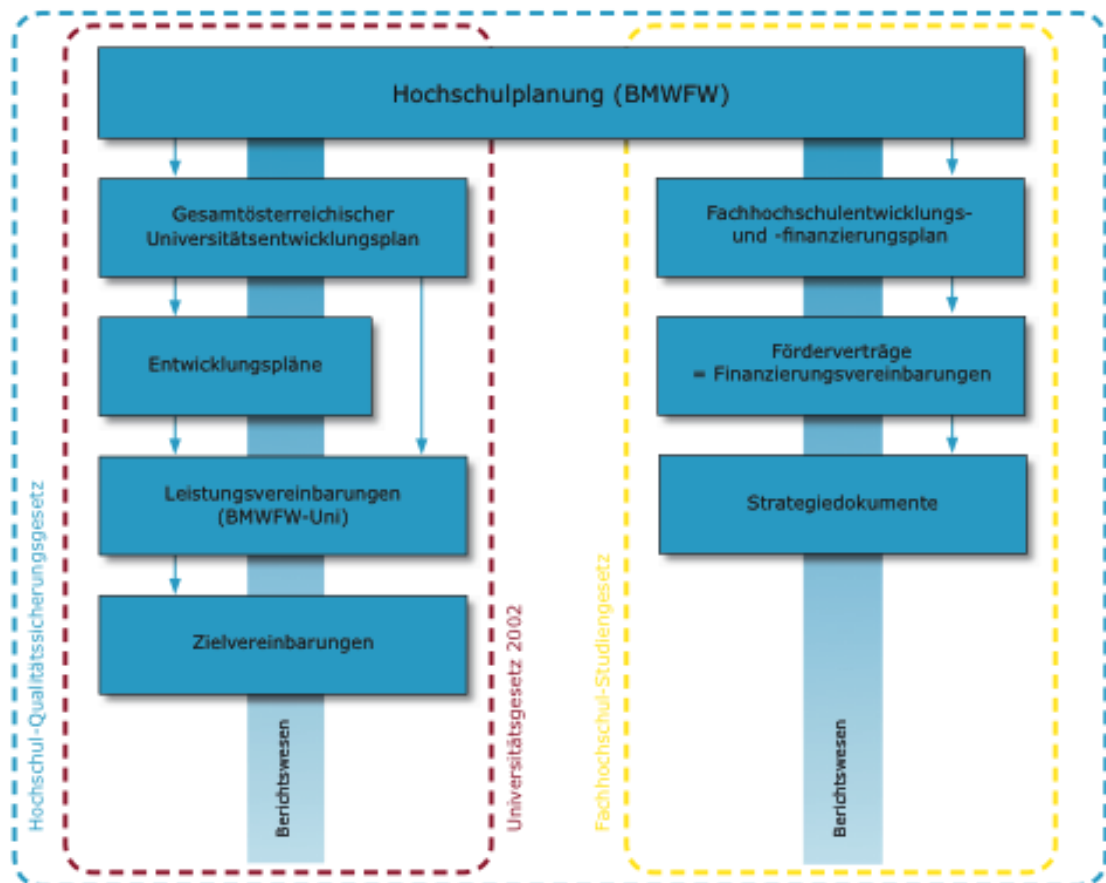 Hochschulplanung (BMWFW)
Gesamtösterreichischer
Universitätsentwicklungsplan
Entwicklungspläne
Leistungsvereinbarungen
(BMWFW-Uni)
Zielvereinbarungen
Berichtswesen
Fachhochschulentwicklungs-
und -finanzierungsplan
Förderverträge
= Finanzierungsvereinbarungen
Strategiedokumente
Berichtswesen
Hochschul-Qualitätssicherungsgesetz
Universitätsgesetz 2002
Fachhochschul-Studiengesetz